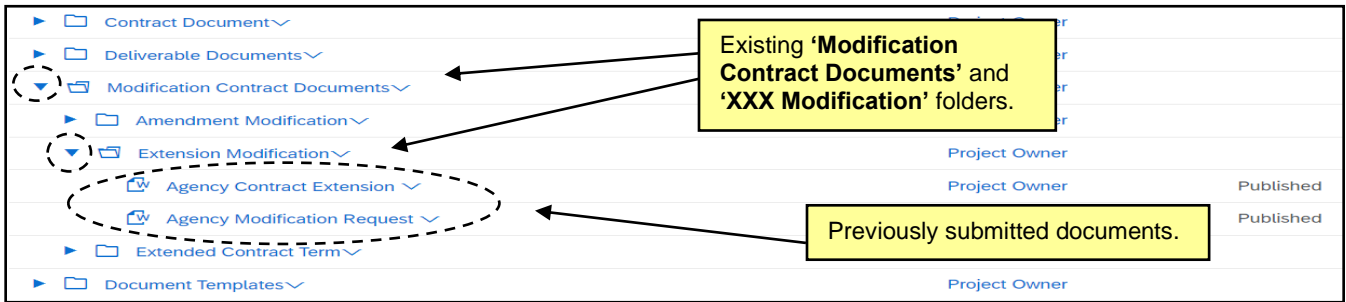 Contract Document
Existing ‘Modification
Contract Documents’ and
‘XXX Modification’ folders.
Deliverable Documents
Modification Contract Documents
Amendment Modification
Extension Modification Project Owner
Agency Contract Extension Project Owner Published
Agency Modification Request Published
Previously submitted documents.
Extended Contract Term
Document Templates Project Owner